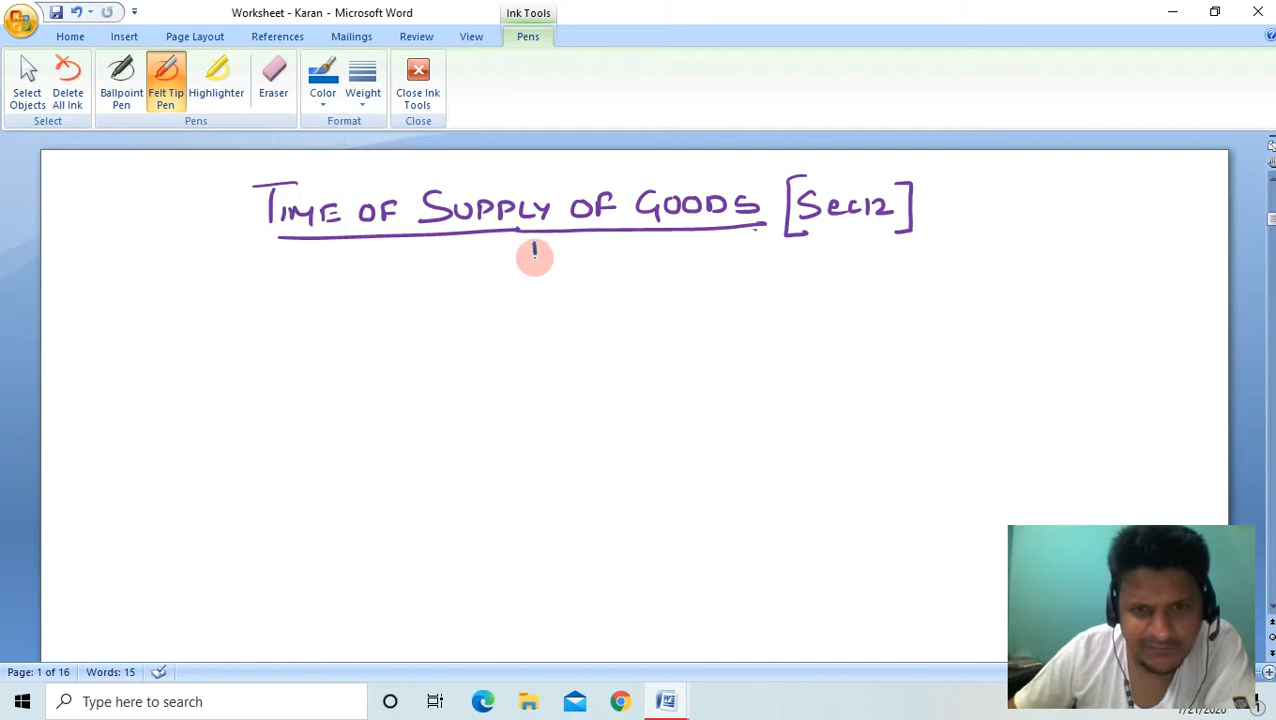 Worksheet - Karan - Microsoft Word
Ink Tools
Home Insert Page Layout References Mailings Review View Pens
Select Objects
Delete All Ink
Ballpoint Pen
Felt Tip Pen
Highlighter
Eraser
Color
Weight
Close Ink Tools
Select Pens Format Close
TIME OF SUPPLY OF GOODS [Sec12]
Page: 1 of 16 Words: 15
Type here to search